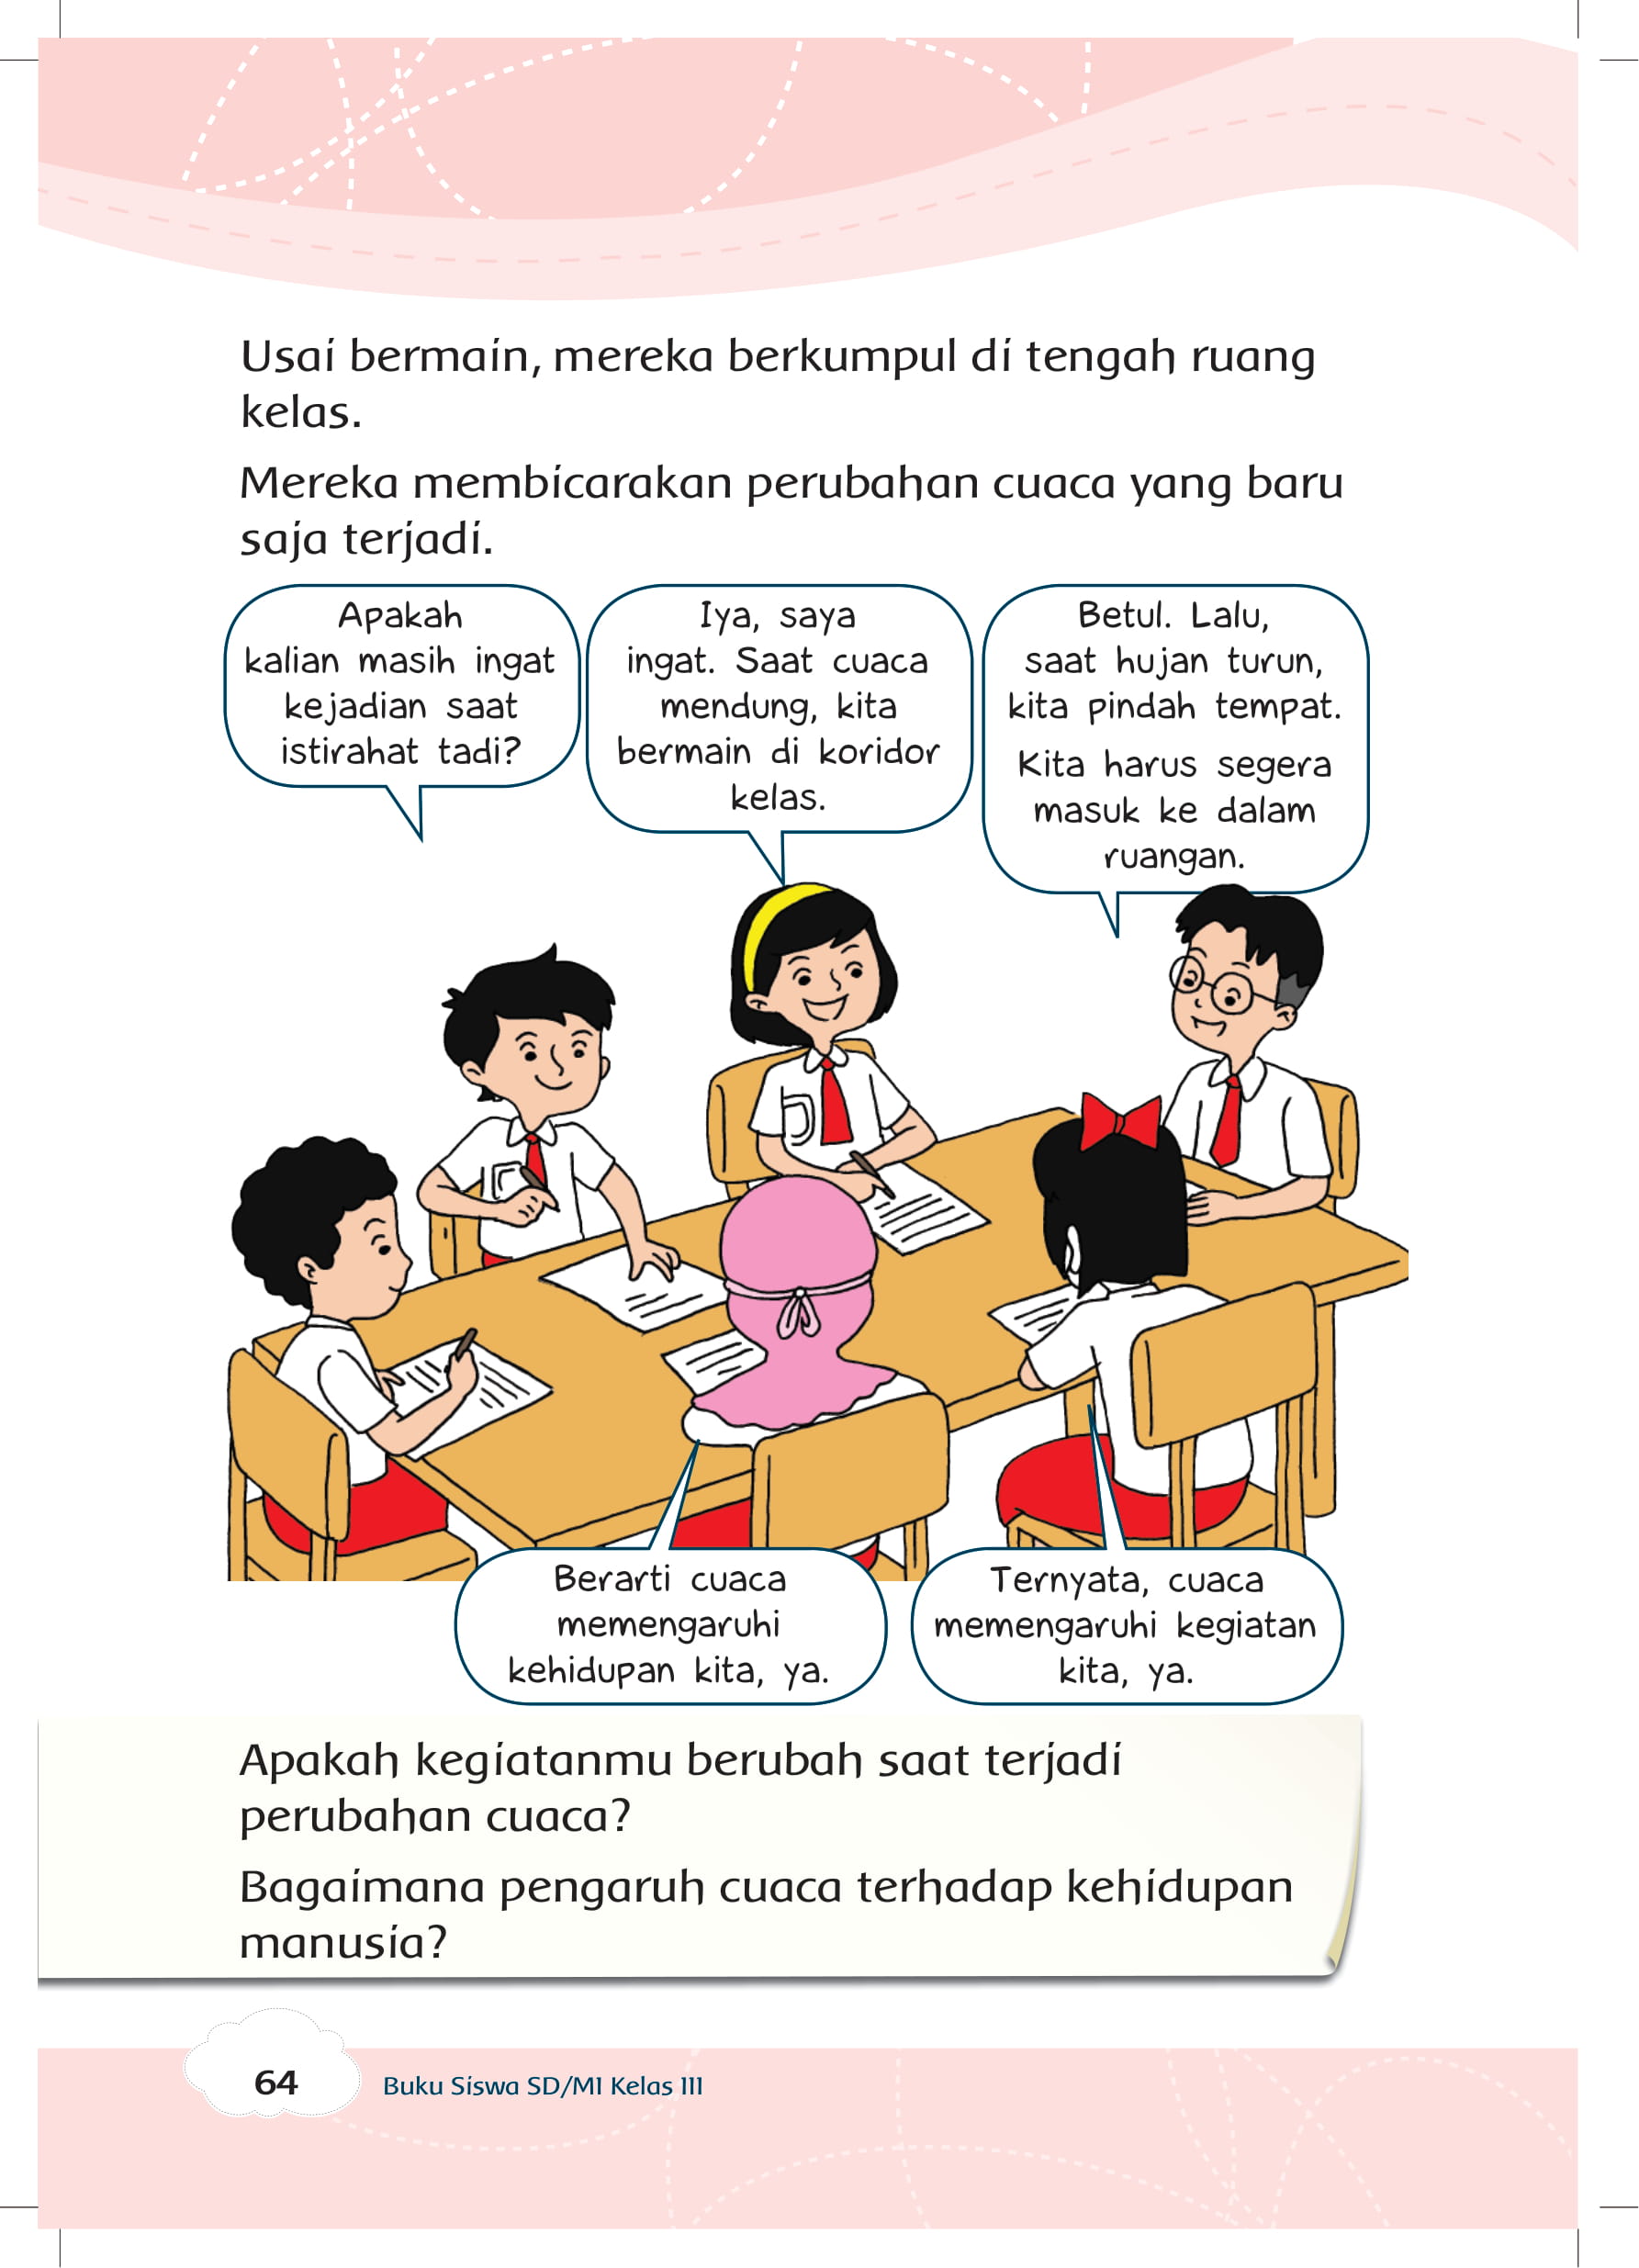 Usai bermain, mereka berkumpul di tengah ruang
kelas.
Mereka membicarakan perubahan cuaca yang baru
saja terjadi.
Apakah
kalian masih ingat
kejadian saat
istirahat tadi?
Iya, saya
ingat. Saat cuaca
mendung, kita
bermain di koridor
kelas.
Betul. Lalu,
saat hujan turun,
kita pindah tempat.
Kita harus segera
masuk ke dalam
ruangan.
Berarti cuaca
memengaruhi
kehidupan kita, ya.
Ternyata, cuaca
memengaruhi kegiatan
kita, ya.
Apakah kegiatanmu berubah saat terjadi
perubahan cuaca?
Bagaimana pengaruh cuaca terhadap kehidupan
manusia?
64
Buku Siswa SD/MI Kelas III